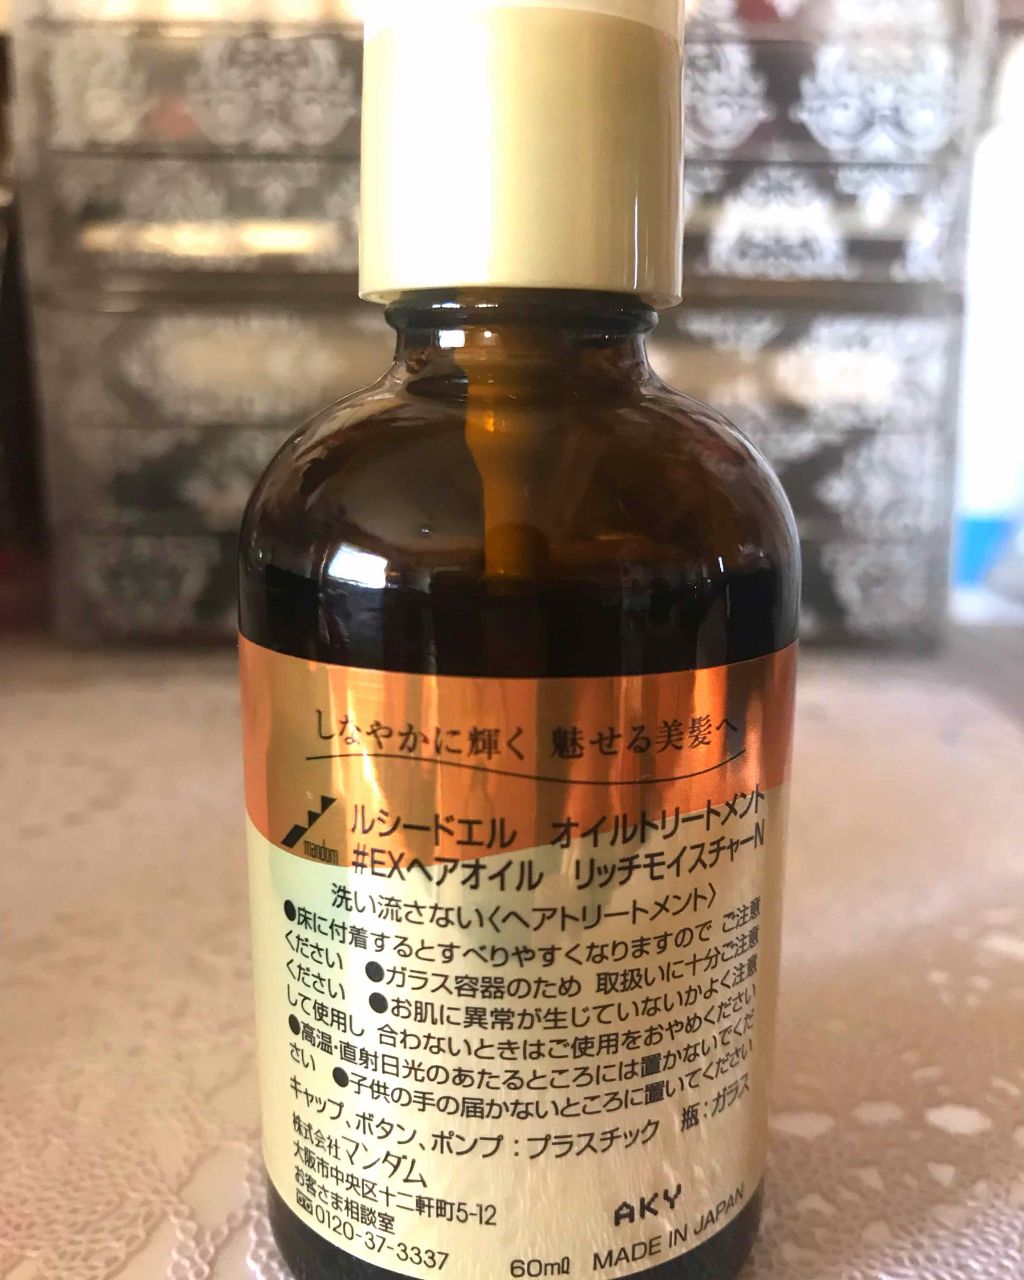 しなやかに輝く 魅せる美髪へ
mandom
ルシードエル オイルトリートメント
#EXヘアオイル リッチモイスチャーN
洗い流さない〈ヘアトリートメント〉
●床に付着するとすべりやすくなりますので ご注意
ください ●ガラス容器のため 取扱いに十分ご注意
ください ●お肌に異常が生じていないかよく注意
して使用し 合わないときはご使用をおやめください
●高温・直射日光のあたるところには置かないでくだ
さい ●子供の手の届かないところに置いてください
キャップ、ボタン、ポンプ：プラスチック 瓶：ガラス
株式会社マンダム
大阪市中央区十二軒町5-12
お客さま相談室
0120-37-3337
AKY
60ml MADE IN JAPAN